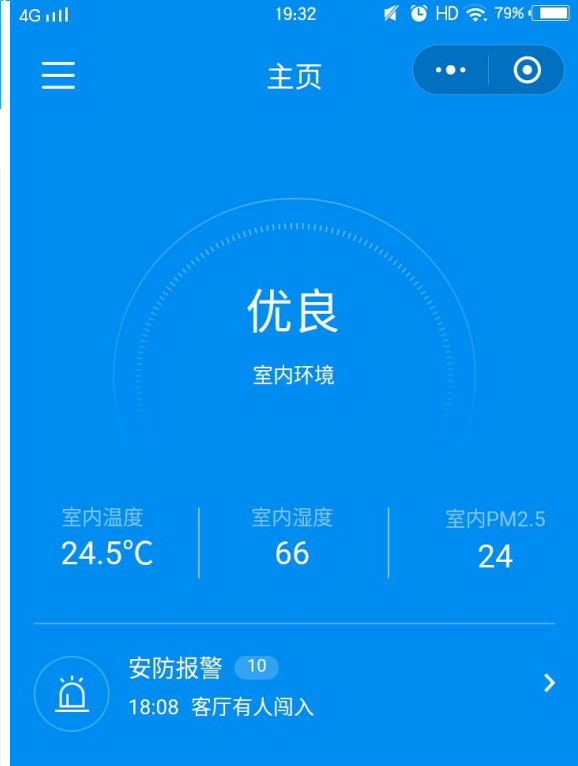 4G 19:32 HD 79%
主页
优良
室内环境
室内温度 室内湿度 室内PM2.5
24.5℃ 66 24
安防报警 10
18:08 客厅有人闯入